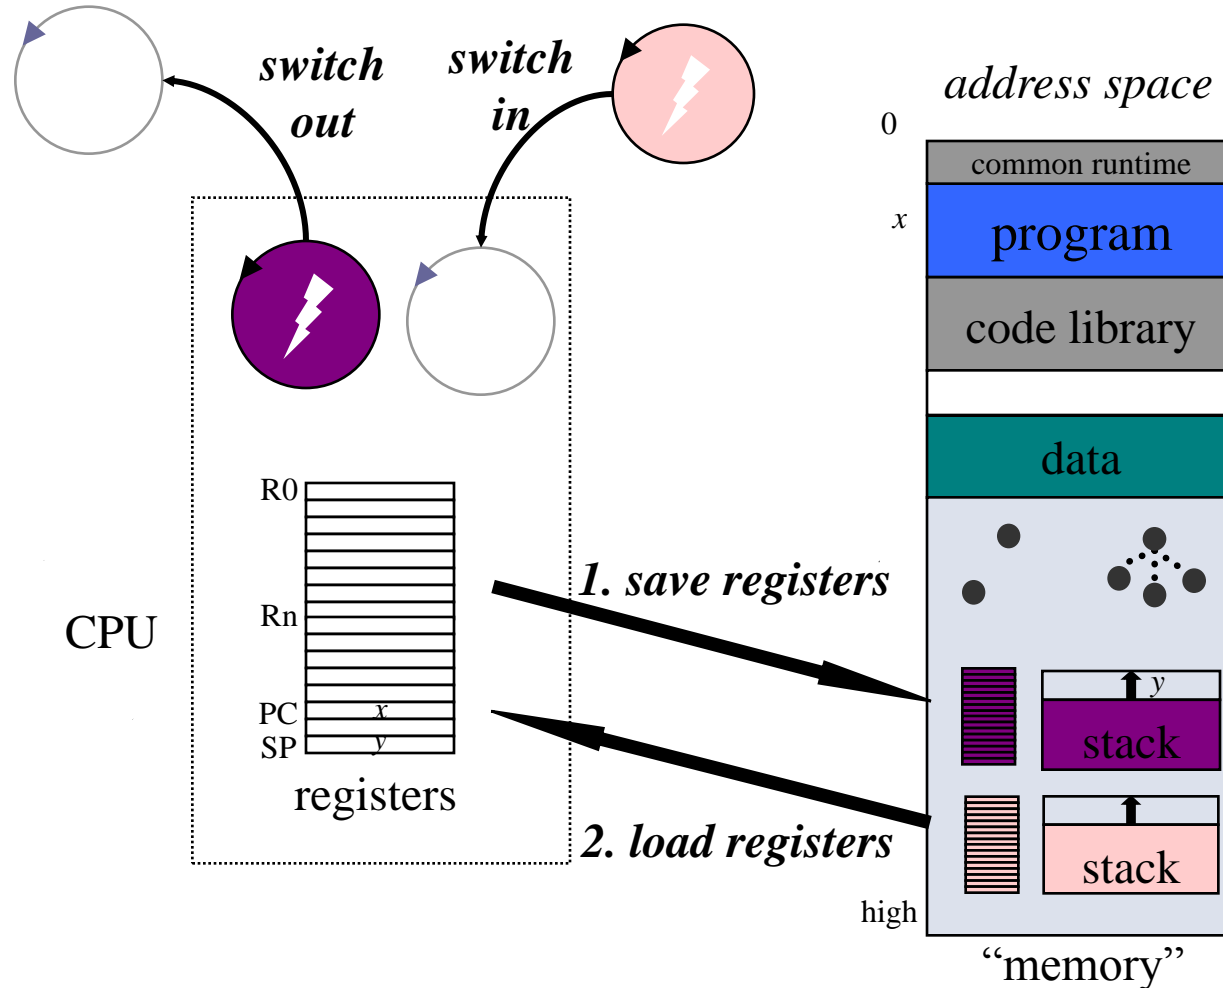 switch
out
switch
in
address space
0
common runtime
x
program
code library
data
R0
1. save registers
Rn
CPU
PC
x
SP
y
registers
y
stack
2. load registers
stack
high
“memory”